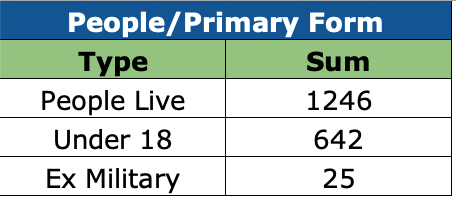 People/Primary Form
Type Sum
People Live 1246
Under 18 642
Ex Military 25